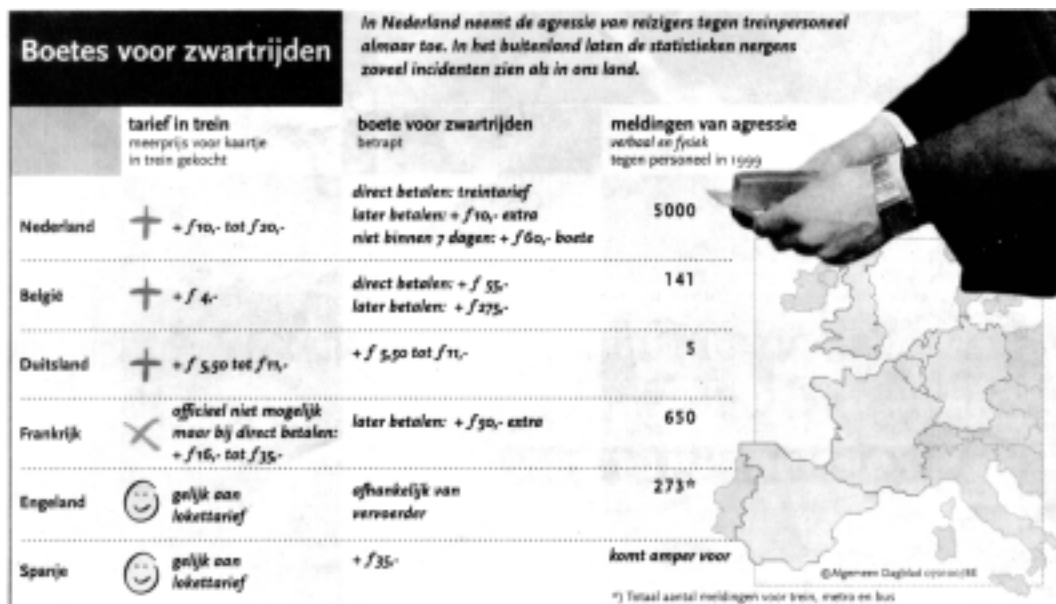 Boetes voor zwartrijden
In Nederland neemt de agressie van reizigers tegen treinpersoneel
almaar toe. In het buitenland laten de statistieken nergens
zoveel incidenten zien als in ons land.
tarief in trein
meerprijs voor kaartje
in trein gekocht
boete voor zwartrijden
betrapt
meldingen van agressie
verbaal en fysiek
tegen personeel in 1999
Nederland
+ ƒ10,- tot ƒ20,-
direct betalen: treintarief
later betalen: + ƒ10,- extra
niet binnen 7 dagen: + ƒ60,- boete
5000
België
+ ƒ 4,-
direct betalen: + ƒ 55,-
later betalen: + ƒ275,-
141
Duitsland
+ ƒ 5,50 tot ƒ11,-
+ ƒ 5,50 tot ƒ11,-
5
Frankrijk
officieel niet mogelijk
maar bij direct betalen:
+ ƒ16,- tot ƒ35,-
later betalen: + ƒ50,- extra
650
Engeland
gelijk aan
lokettarief
afhankelijk van
vervoerder
273*
Spanje
gelijk aan
lokettarief
+ ƒ35,-
komt amper voor
©Algemeen Dagblad
*) Totaal aantal meldingen voor trein, metro en bus